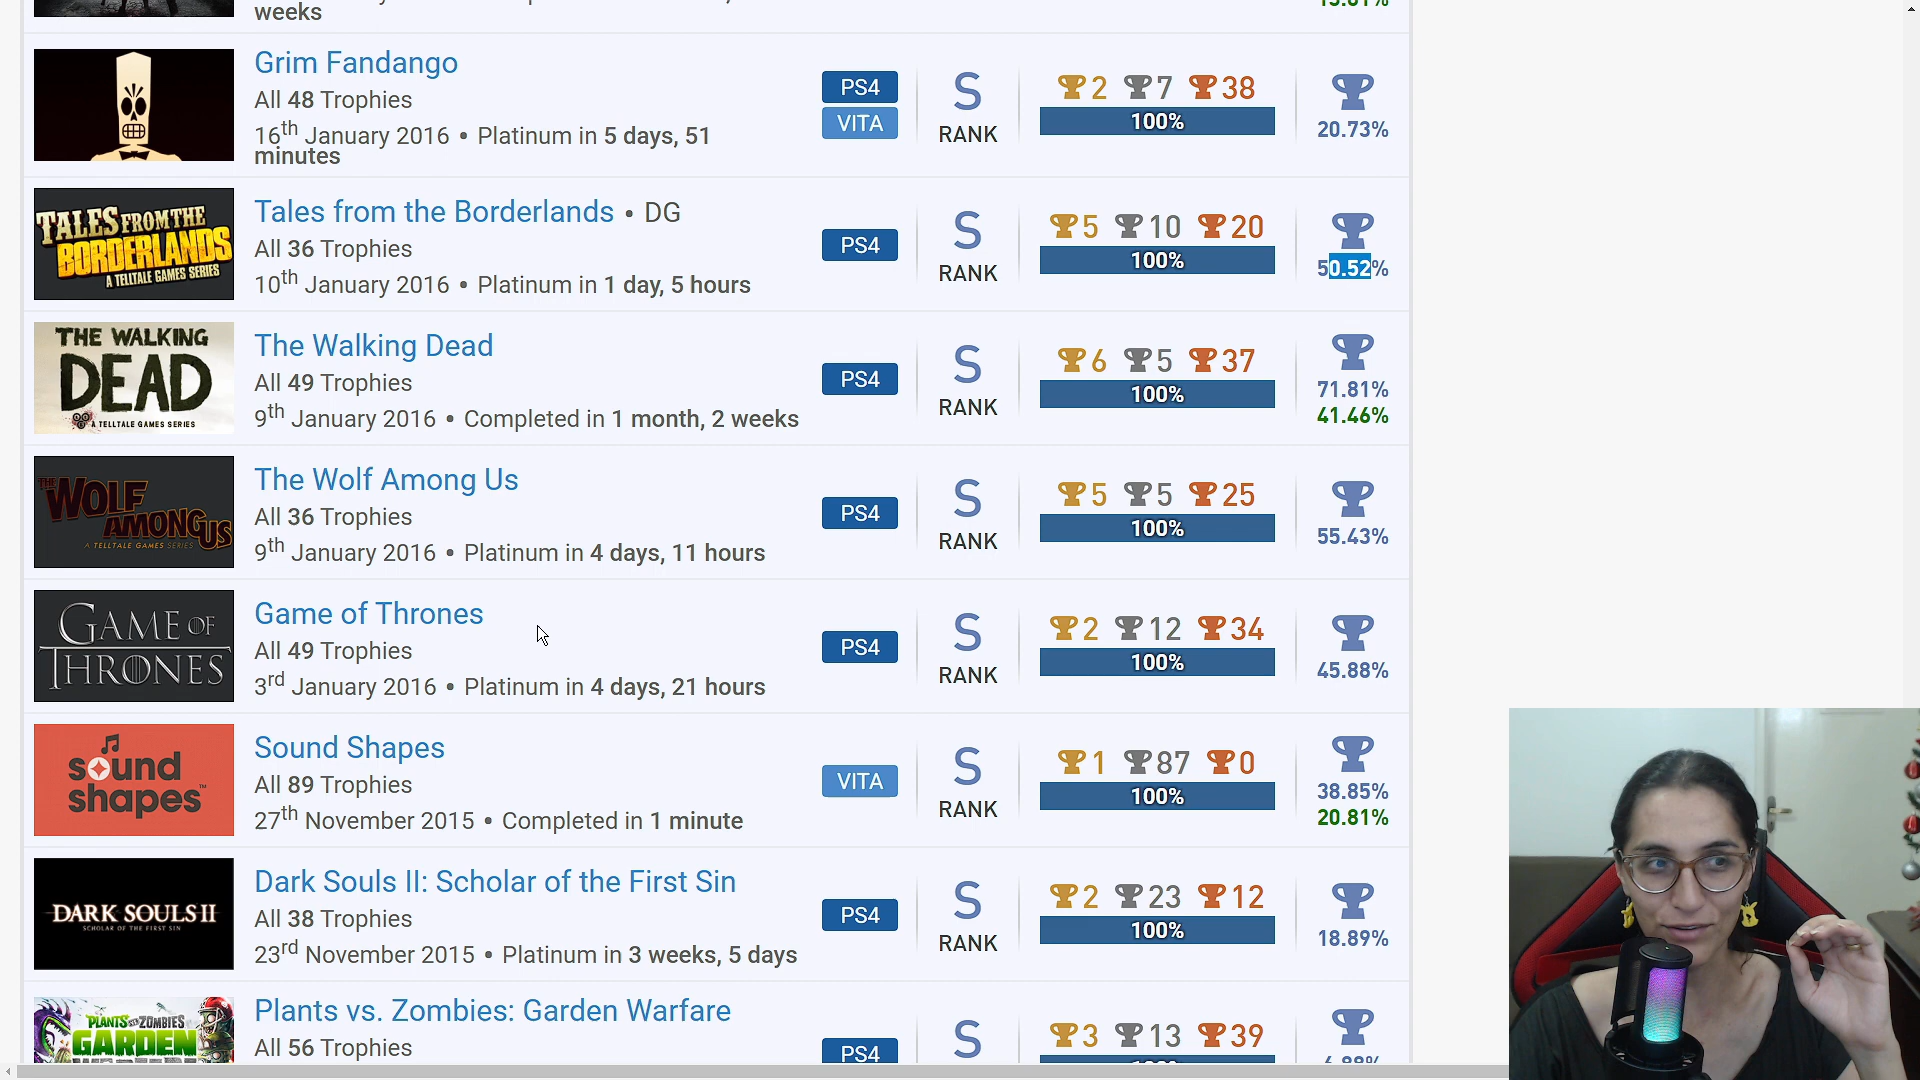 weeks
Grim Fandango
All 48 Trophies
16th January 2016 • Platinum in 5 days, 51
minutes
PS4
VITA
S
RANK
2 7 38
100%
20.73%
TALES FROM THE
BORDERLANDS
A TELLTALE GAMES SERIES
Tales from the Borderlands • DG
All 36 Trophies
10th January 2016 • Platinum in 1 day, 5 hours
PS4
S
RANK
5 10 20
100%
50.52%
THE WALKING
DEAD
A TELLTALE GAMES SERIES
The Walking Dead
All 49 Trophies
9th January 2016 • Completed in 1 month, 2 weeks
PS4
S
RANK
6 5 37
100%
71.81%
41.46%
THE
WOLF
AMONG US
A TELLTALE GAMES SERIES
The Wolf Among Us
All 36 Trophies
9th January 2016 • Platinum in 4 days, 11 hours
PS4
S
RANK
5 5 25
100%
55.43%
GAME OF
THRONES
Game of Thrones
All 49 Trophies
3rd January 2016 • Platinum in 4 days, 21 hours
PS4
S
RANK
2 12 34
100%
45.88%
sound
shapes™
Sound Shapes
All 89 Trophies
27th November 2015 • Completed in 1 minute
VITA
S
RANK
1 87 0
100%
38.85%
20.81%
DARK SOULS II
SCHOLAR OF THE FIRST SIN
Dark Souls II: Scholar of the First Sin
All 38 Trophies
23rd November 2015 • Platinum in 3 weeks, 5 days
PS4
S
RANK
2 23 12
100%
18.89%
PLANTS VS. ZOMBIES
GARDEN
Plants vs. Zombies: Garden Warfare
All 56 Trophies
PS4
S
3 13 39